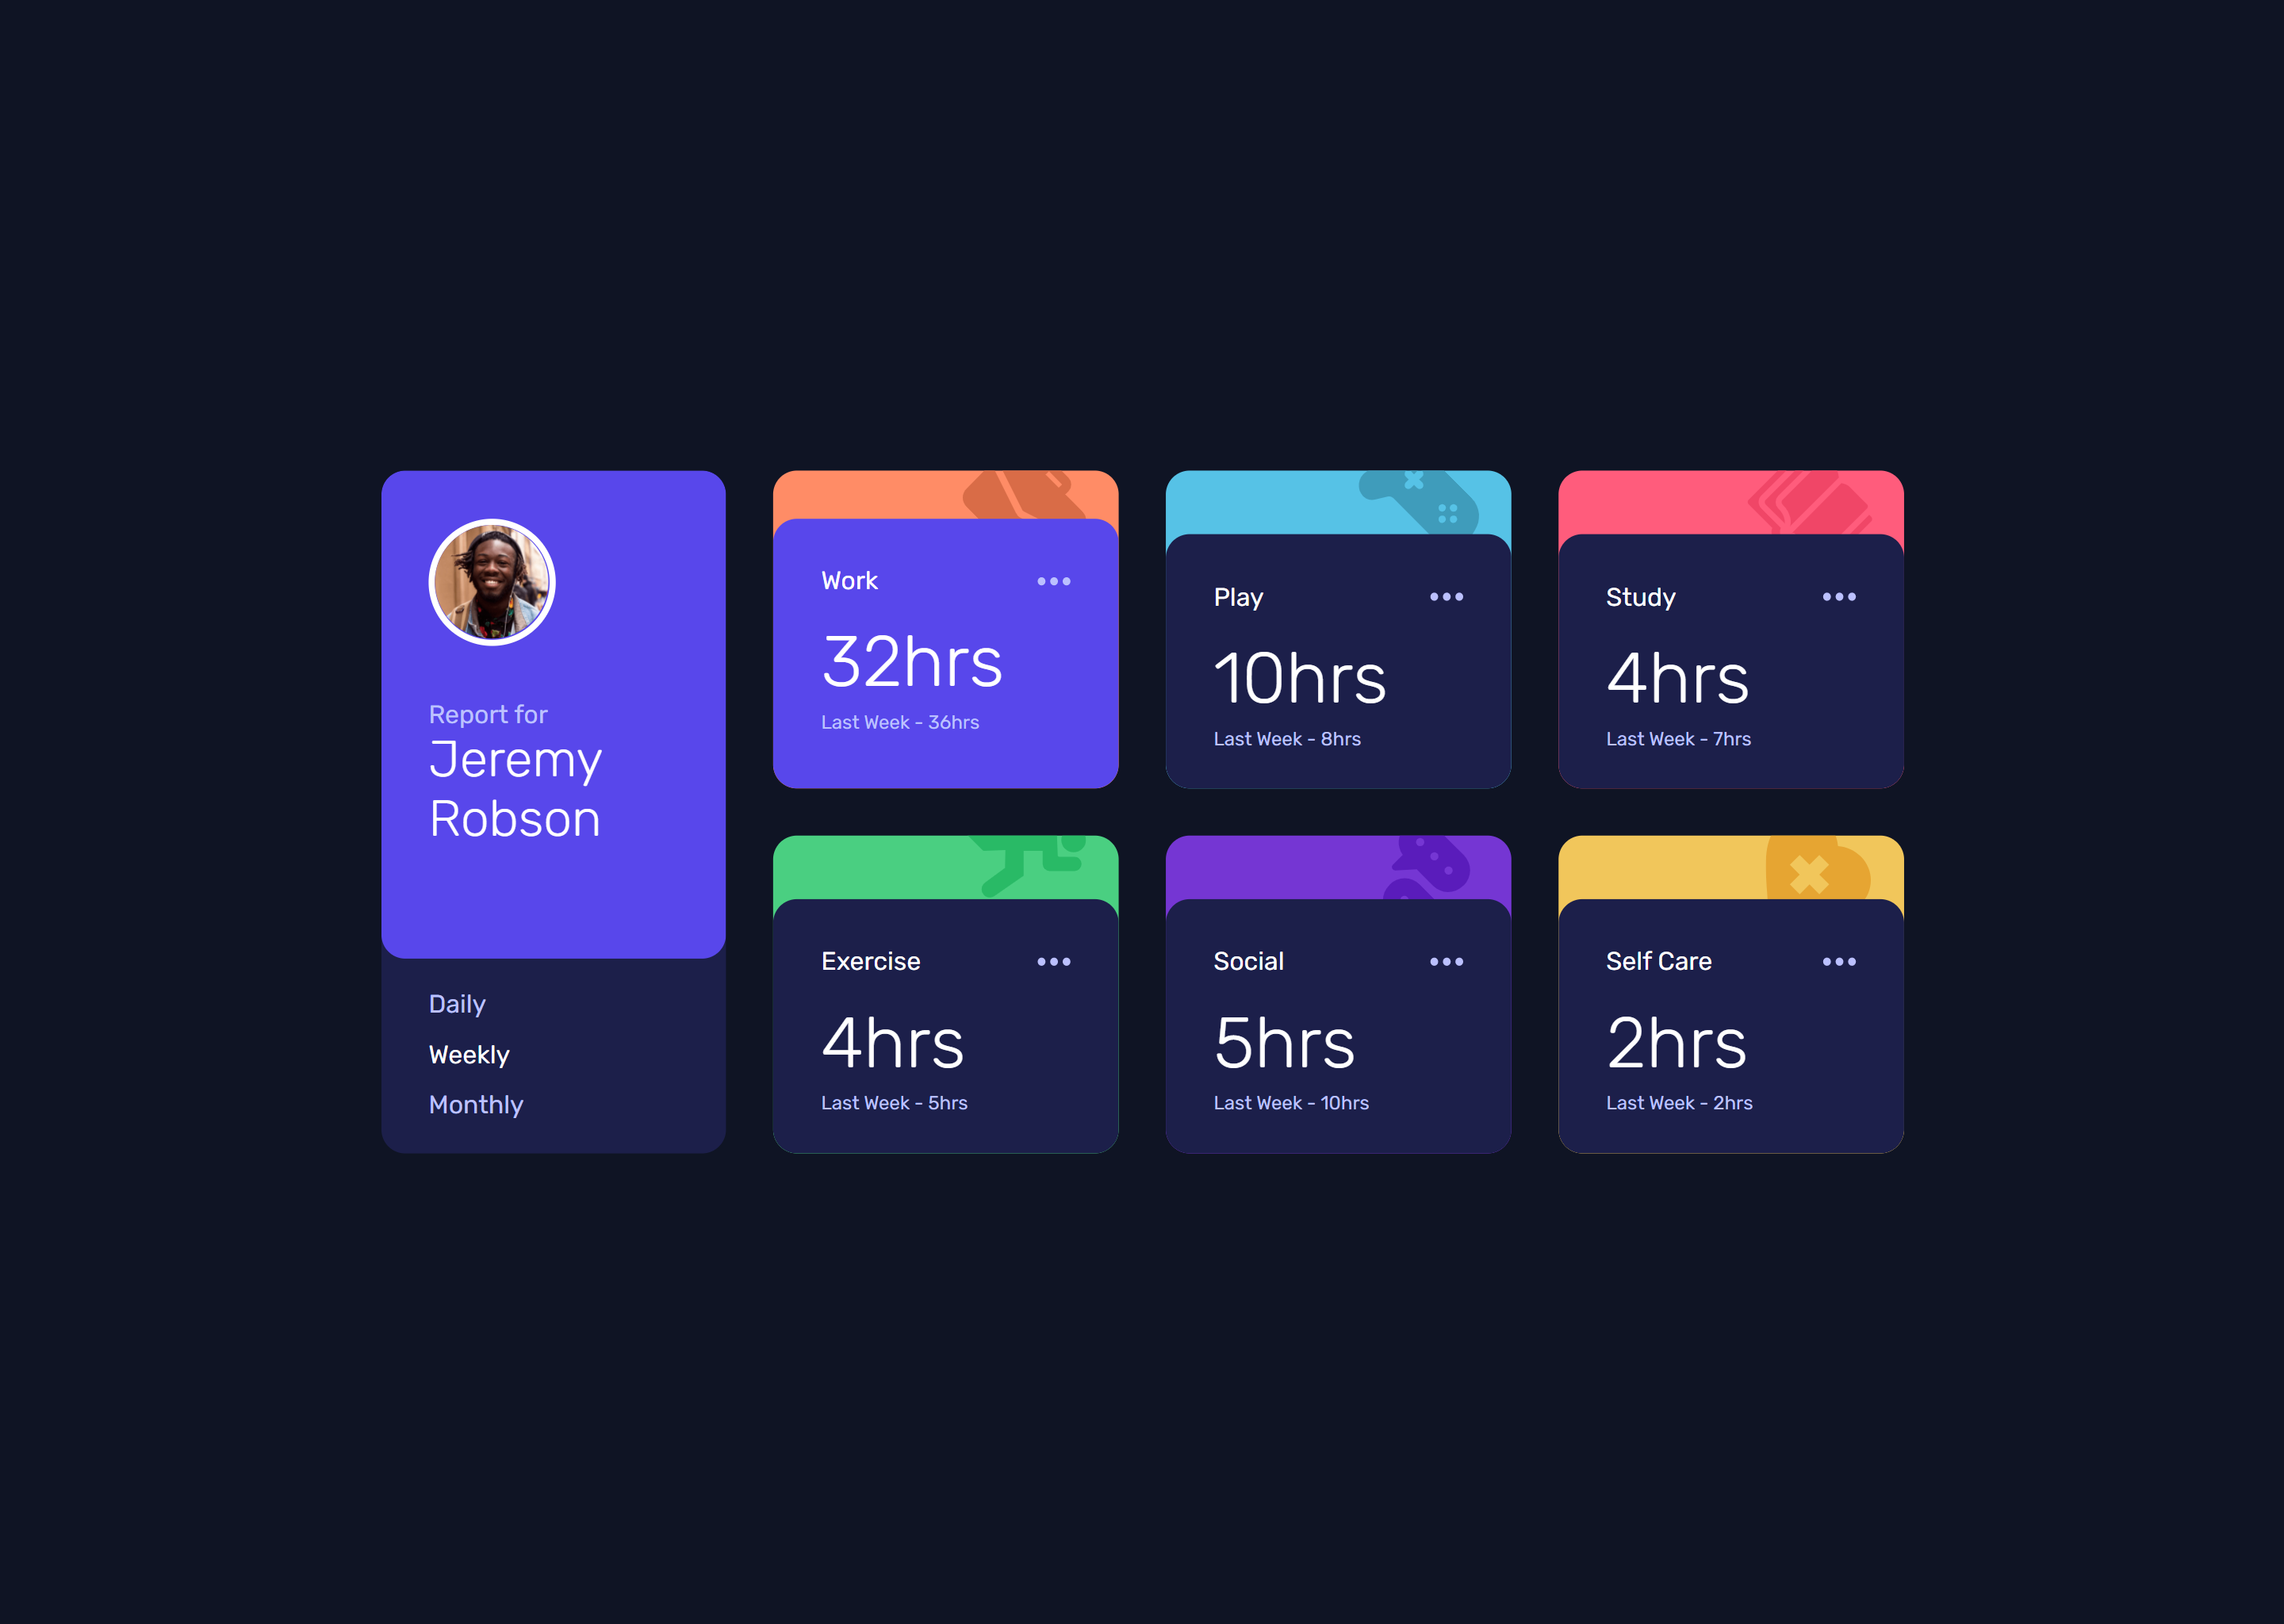 Report for
Jeremy
Robson
Daily
Weekly
Monthly
Work
32hrs
Last Week - 36hrs
Play
10hrs
Last Week - 8hrs
Study
4hrs
Last Week - 7hrs
Exercise
4hrs
Last Week - 5hrs
Social
5hrs
Last Week - 10hrs
Self Care
2hrs
Last Week - 2hrs